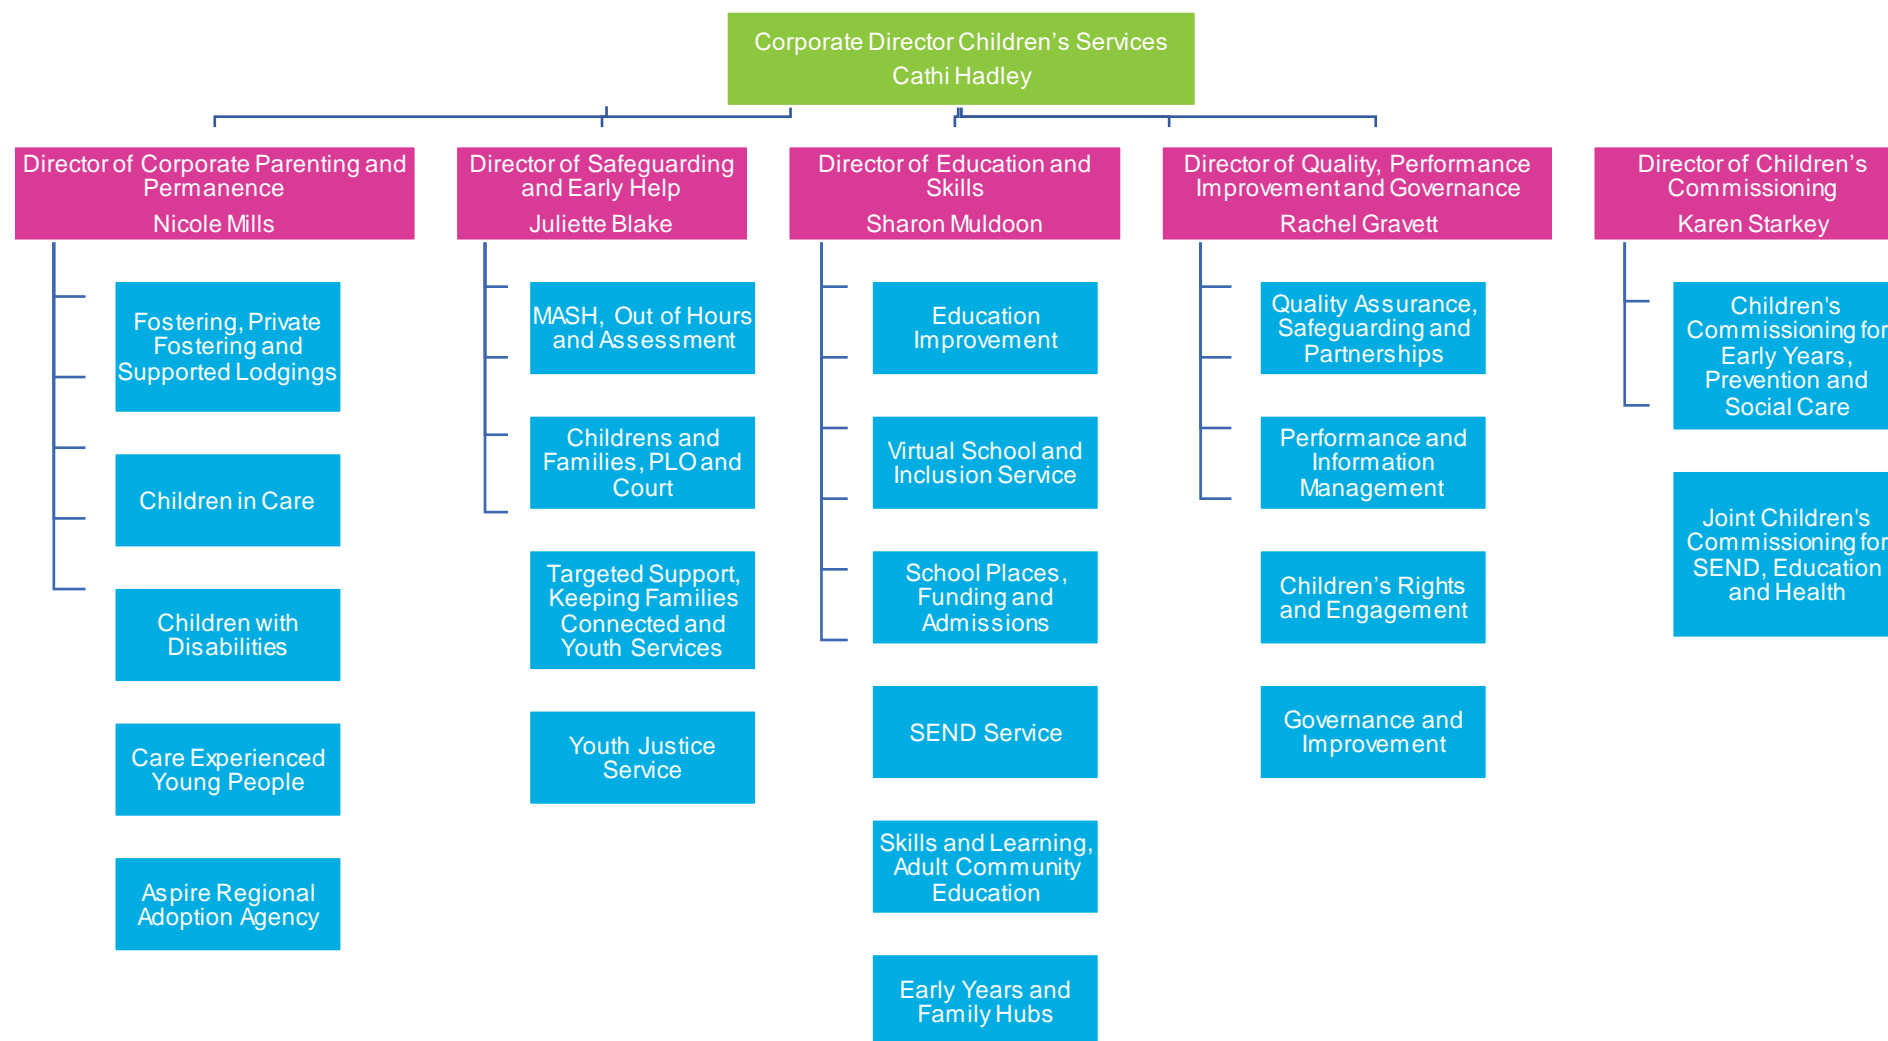 Corporate Director Children’s Services
Cathi Hadley
Director of Corporate Parenting and
Permanence
Nicole Mills
Fostering, Private
Fostering and
Supported Lodgings
Children in Care
Children with
Disabilities
Care Experienced
Young People
Aspire Regional
Adoption Agency
Director of Safeguarding
and Early Help
Juliette Blake
MASH, Out of Hours
and Assessment
Childrens and
Families, PLO and
Court
Targeted Support,
Keeping Families
Connected and
Youth Services
Youth Justice
Service
Director of Education and
Skills
Sharon Muldoon
Education
Improvement
Virtual School and
Inclusion Service
School Places,
Funding and
Admissions
SEND Service
Skills and Learning,
Adult Community
Education
Early Years and
Family Hubs
Director of Quality, Performance
Improvement and Governance
Rachel Gravett
Quality Assurance,
Safeguarding and
Partnerships
Performance and
Information
Management
Children’s Rights
and Engagement
Governance and
Improvement
Director of Children’s
Commissioning
Karen Starkey
Children's
Commissioning for
Early Years,
Prevention and
Social Care
Joint Children's
Commissioning for
SEND, Education
and Health